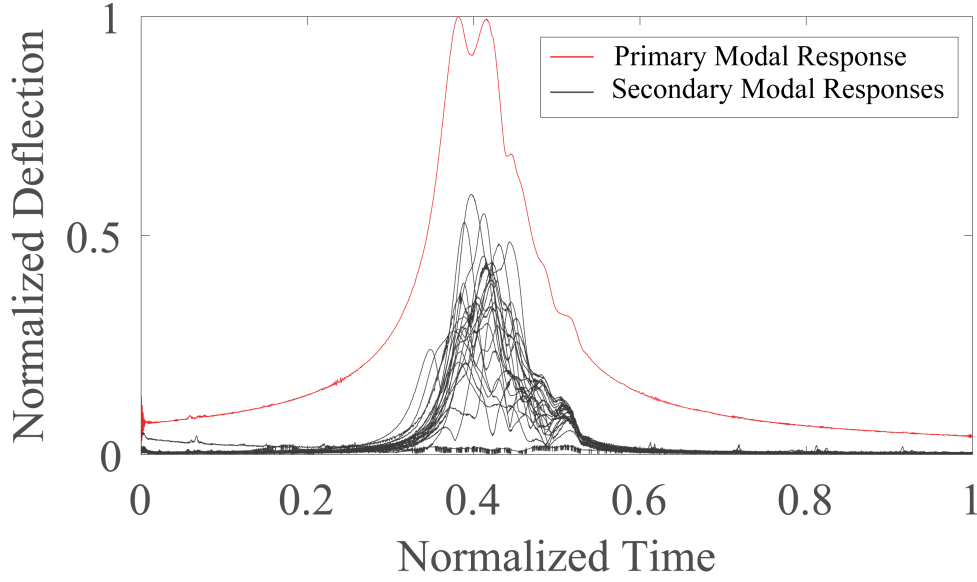 1
0.5
0
0 0.2 0.4 0.6 0.8 1
Normalized Deflection
Normalized Time
Primary Modal Response
Secondary Modal Responses